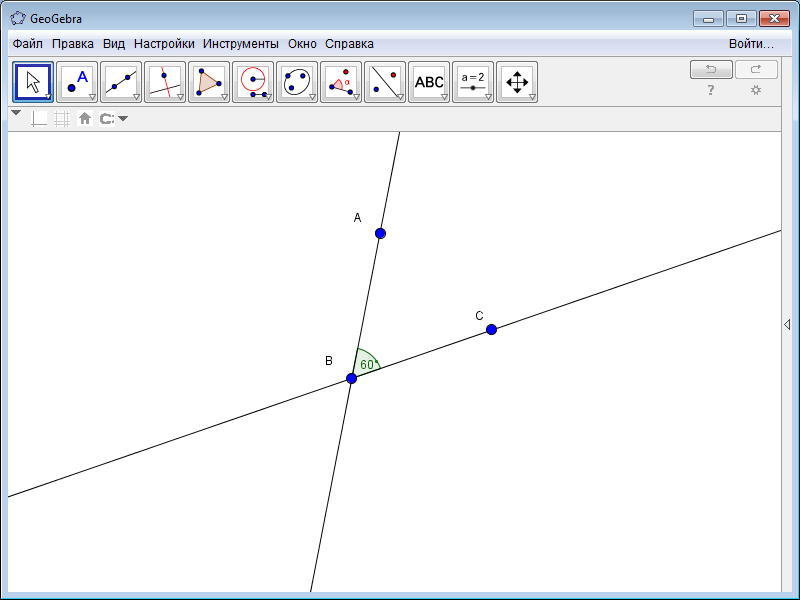 GeoGebra
Файл Правка Вид Настройки Инструменты Окно Справка Войти...
A α ABC a=2
?
A
C
B
60°